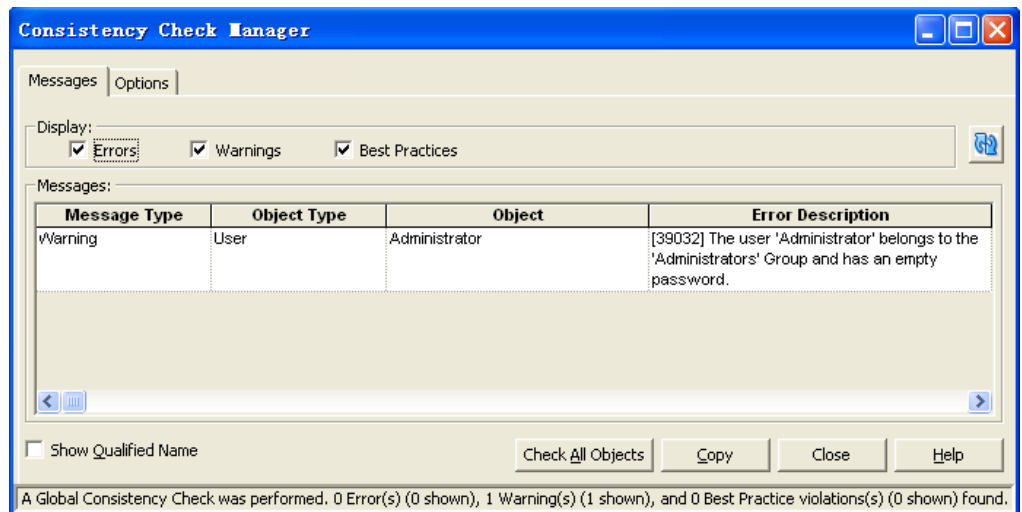 Consistency Check Manager
Messages
Options
Display:
Errors
Warnings
Best Practices
Messages:
Message Type
Object Type
Object
Error Description
Warning
User
Administrator
[39032] The user 'Administrator' belongs to the
'Administrators' Group and has an empty
password.
Show Qualified Name
Check All Objects
Copy
Close
Help
A Global Consistency Check was performed. 0 Error(s) (0 shown), 1 Warning(s) (1 shown), and 0 Best Practice violations(s) (0 shown) found.